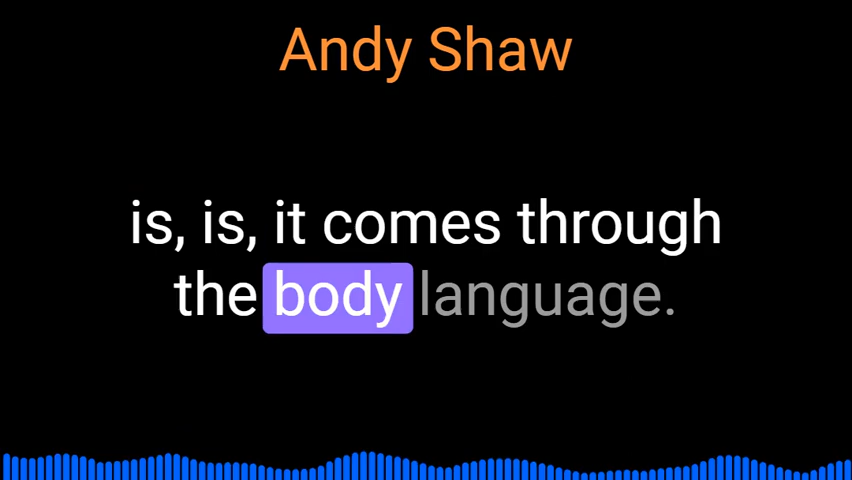 Andy Shaw
is, is, it comes through
the body language.